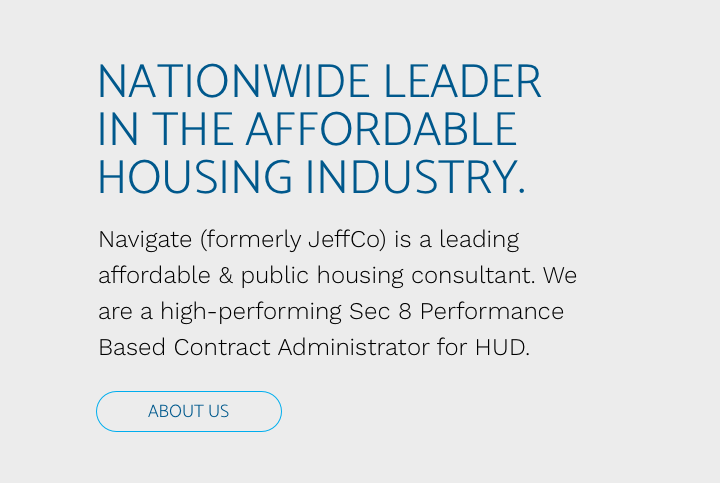 NATIONWIDE LEADER
IN THE AFFORDABLE
HOUSING INDUSTRY.
Navigate (formerly JeffCo) is a leading
affordable & public housing consultant. We
are a high-performing Sec 8 Performance
Based Contract Administrator for HUD.
ABOUT US